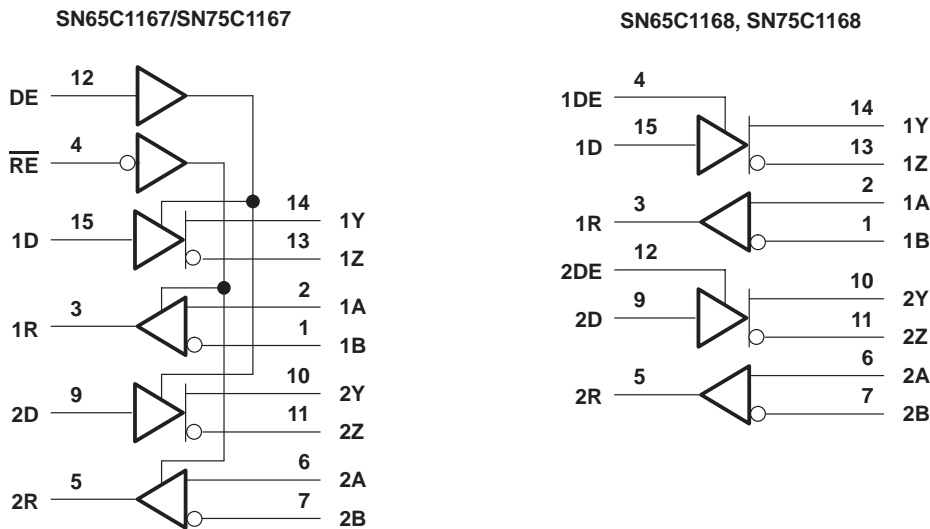 SN65C1167/SN75C1167
DE 12
RE 4
1D 15
14 1Y
13 1Z
1R 3
2 1A
1 1B
2D 9
10 2Y
11 2Z
2R 5
6 2A
7 2B
SN65C1168, SN75C1168
1DE 4
1D 15
14 1Y
13 1Z
1R 3
2 1A
1 1B
2DE 12
2D 9
10 2Y
11 2Z
2R 5
6 2A
7 2B